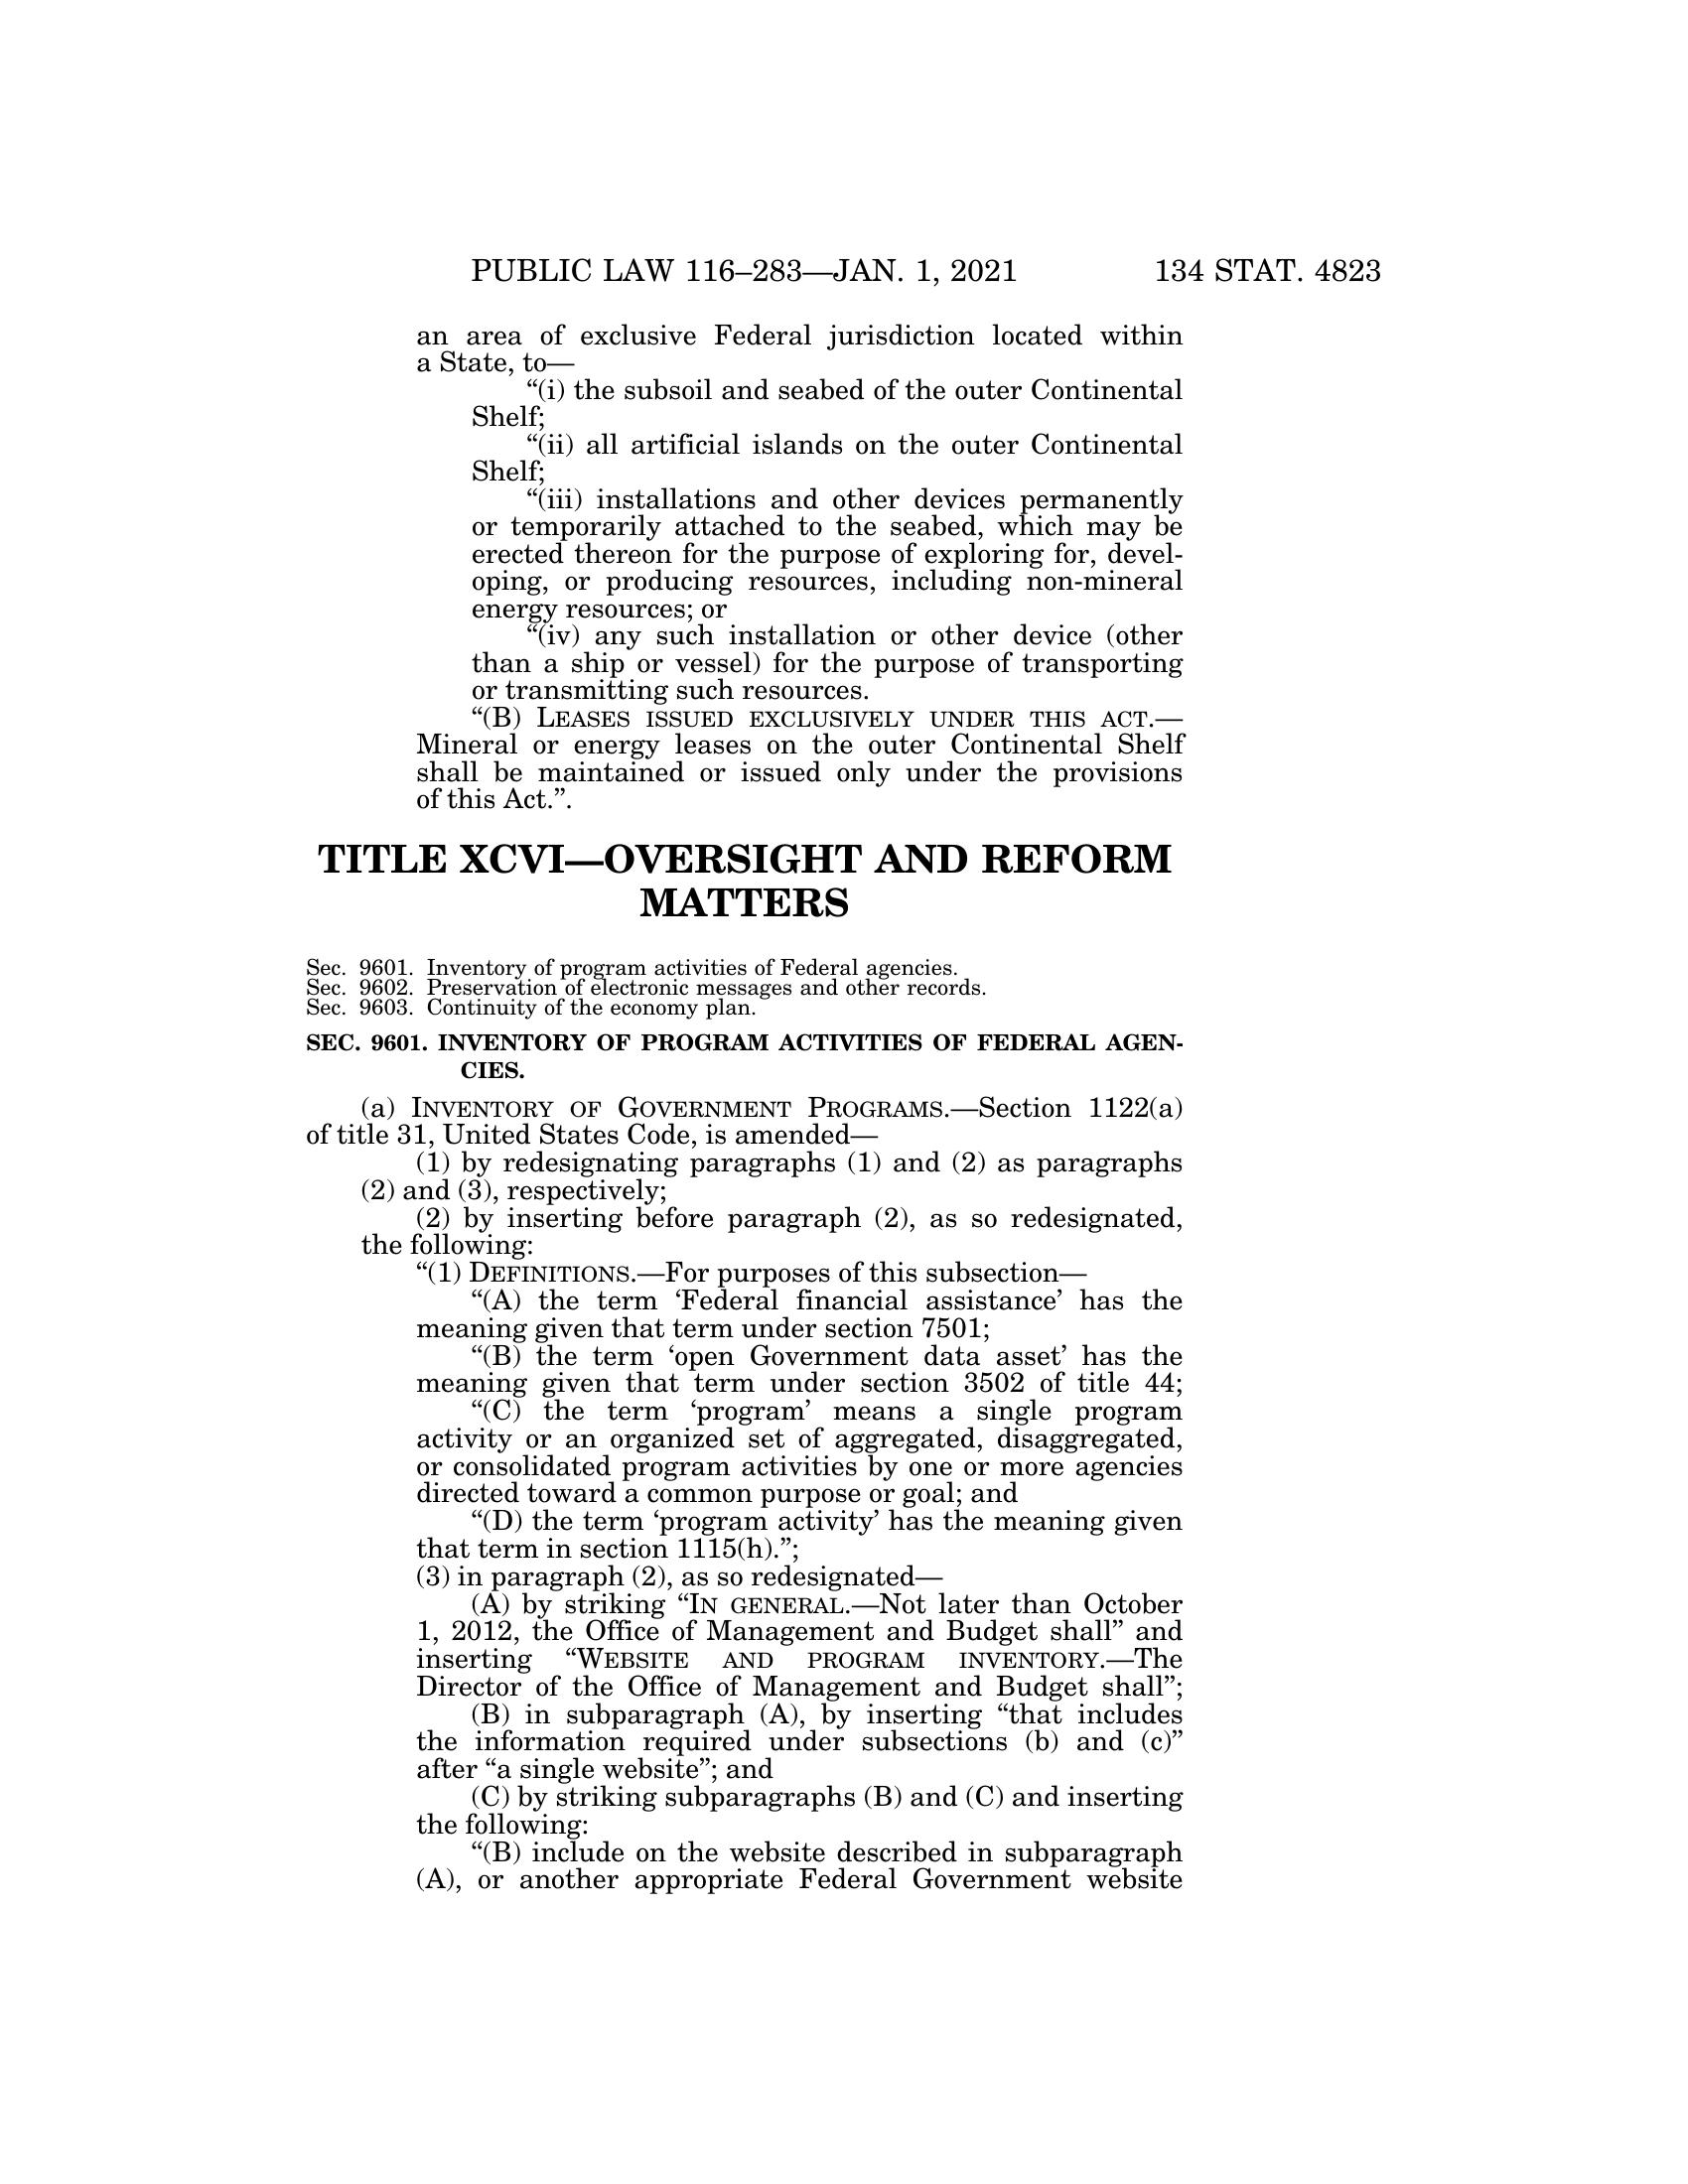 PUBLIC LAW 116–283—JAN. 1, 2021 134 STAT. 4823
an area of exclusive Federal jurisdiction located within
a State, to—
“(i) the subsoil and seabed of the outer Continental
Shelf;
“(ii) all artificial islands on the outer Continental
Shelf;
“(iii) installations and other devices permanently
or temporarily attached to the seabed, which may be
erected thereon for the purpose of exploring for, devel-
oping, or producing resources, including non-mineral
energy resources; or
“(iv) any such installation or other device (other
than a ship or vessel) for the purpose of transporting
or transmitting such resources.
“(B) LEASES ISSUED EXCLUSIVELY UNDER THIS ACT.—
Mineral or energy leases on the outer Continental Shelf
shall be maintained or issued only under the provisions
of this Act.”.
TITLE XCVI—OVERSIGHT AND REFORM
MATTERS
Sec. 9601. Inventory of program activities of Federal agencies.
Sec. 9602. Preservation of electronic messages and other records.
Sec. 9603. Continuity of the economy plan.
SEC. 9601. INVENTORY OF PROGRAM ACTIVITIES OF FEDERAL AGEN-
CIES.
(a) INVENTORY OF GOVERNMENT PROGRAMS.—Section 1122(a)
of title 31, United States Code, is amended—
(1) by redesignating paragraphs (1) and (2) as paragraphs
(2) and (3), respectively;
(2) by inserting before paragraph (2), as so redesignated,
the following:
“(1) DEFINITIONS.—For purposes of this subsection—
“(A) the term ‘Federal financial assistance’ has the
meaning given that term under section 7501;
“(B) the term ‘open Government data asset’ has the
meaning given that term under section 3502 of title 44;
“(C) the term ‘program’ means a single program
activity or an organized set of aggregated, disaggregated,
or consolidated program activities by one or more agencies
directed toward a common purpose or goal; and
“(D) the term ‘program activity’ has the meaning given
that term in section 1115(h).”;
(3) in paragraph (2), as so redesignated—
(A) by striking “IN GENERAL.—Not later than October
1, 2012, the Office of Management and Budget shall” and
inserting “WEBSITE AND PROGRAM INVENTORY.—The
Director of the Office of Management and Budget shall”;
(B) in subparagraph (A), by inserting “that includes
the information required under subsections (b) and (c)”
after “a single website”; and
(C) by striking subparagraphs (B) and (C) and inserting
the following:
“(B) include on the website described in subparagraph
(A), or another appropriate Federal Government website